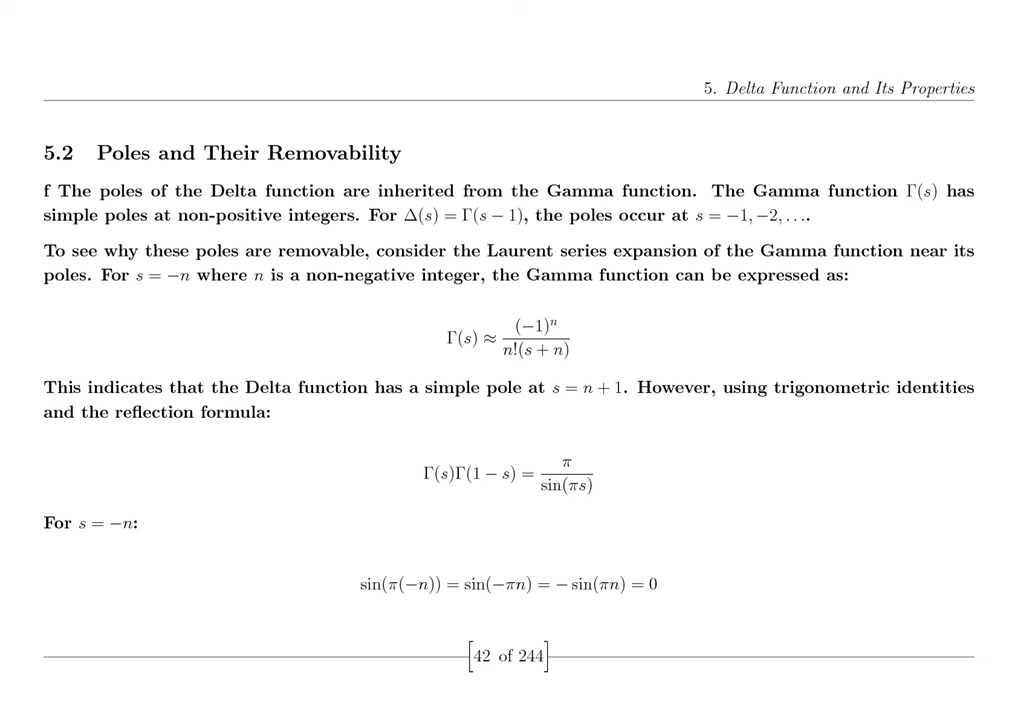 5. Delta Function and Its Properties
5.2 Poles and Their Removability
f The poles of the Delta function are inherited from the Gamma function. The Gamma function Γ(s) has
simple poles at non-positive integers. For Δ(s) = Γ(s − 1), the poles occur at s = −1, −2, . . ..
To see why these poles are removable, consider the Laurent series expansion of the Gamma function near its
poles. For s = −n where n is a non-negative integer, the Gamma function can be expressed as:
Γ(s) ≈ (−1)ⁿ / n!(s + n)
This indicates that the Delta function has a simple pole at s = n + 1. However, using trigonometric identities
and the reflection formula:
Γ(s)Γ(1 − s) = π / sin(πs)
For s = −n:
sin(π(−n)) = sin(−πn) = − sin(πn) = 0
[42 of 244]